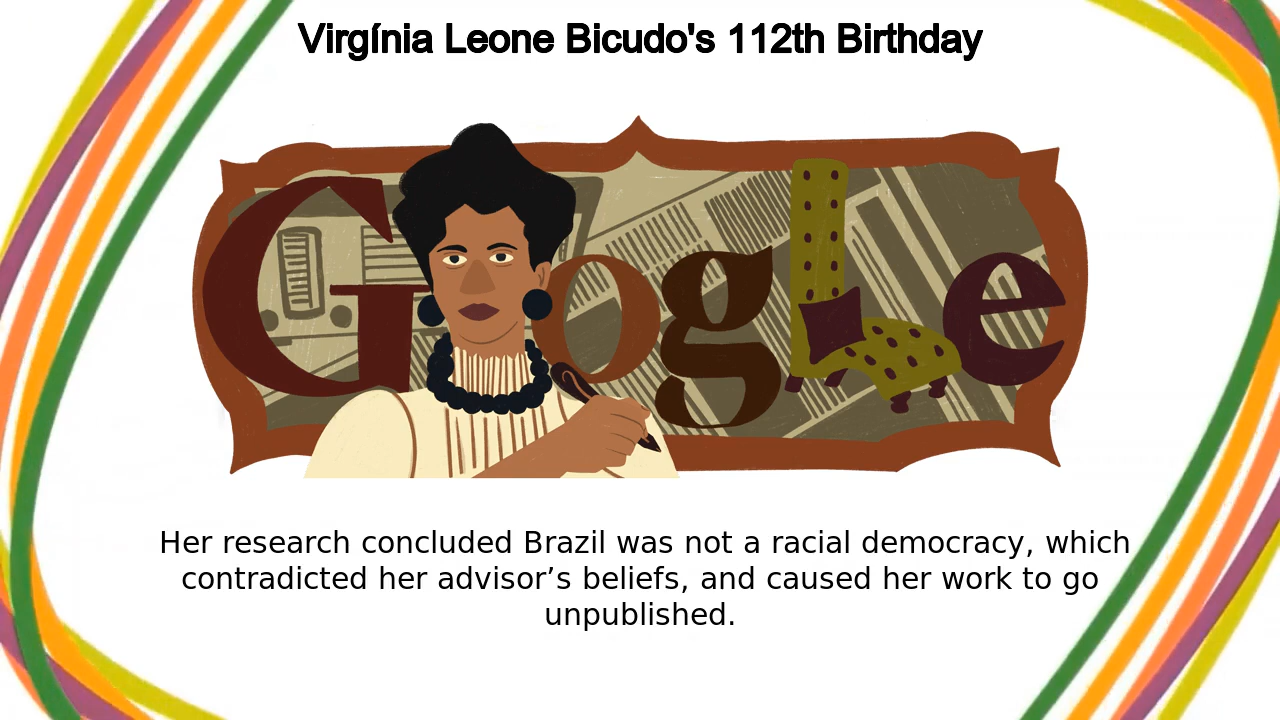 Virgínia Leone Bicudo's 112th Birthday
Google
Her research concluded Brazil was not a racial democracy, which
contradicted her advisor’s beliefs, and caused her work to go
unpublished.